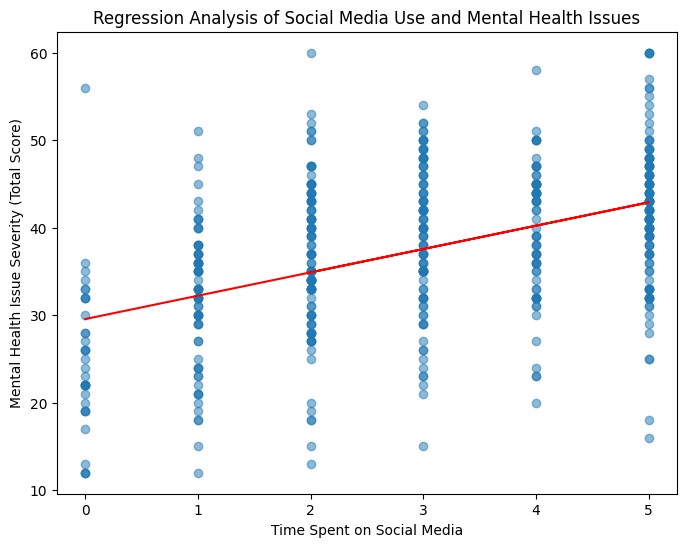 Regression Analysis of Social Media Use and Mental Health Issues
Mental Health Issue Severity (Total Score)
60
50
40
30
20
10
0 1 2 3 4 5
Time Spent on Social Media